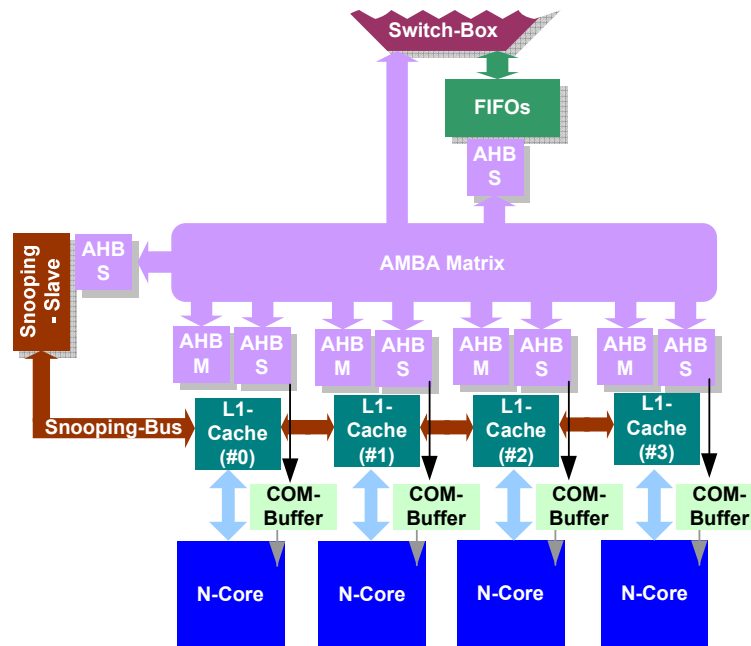 Switch-Box
FIFOs
AHB
S
AMBA Matrix
Snooping
- Slave
AHB
S
AHB
M
AHB
S
AHB
M
AHB
S
AHB
M
AHB
S
AHB
M
AHB
S
Snooping-Bus
L1-
Cache
(#0)
L1-
Cache
(#1)
L1-
Cache
(#2)
L1-
Cache
(#3)
COM-
Buffer
COM-
Buffer
COM-
Buffer
COM-
Buffer
N-Core
N-Core
N-Core
N-Core